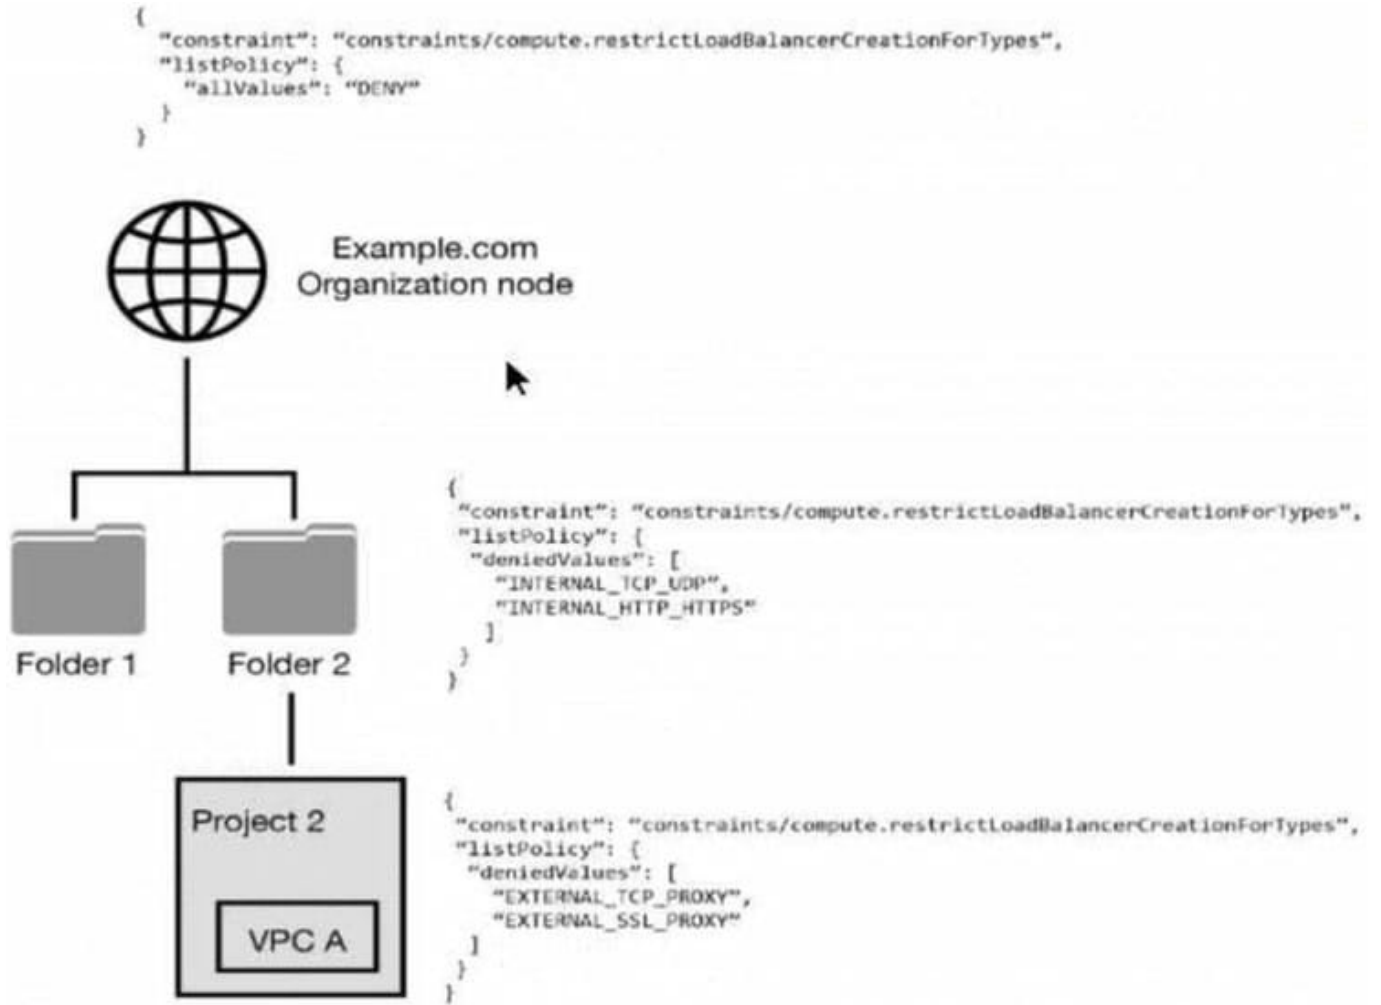 {
"constraint": "constraints/compute.restrictLoadBalancerCreationForTypes",
"listPolicy": {
"allValues": "DENY"
}
}
Example.com
Organization node
{
"constraint": "constraints/compute.restrictLoadBalancerCreationForTypes",
"listPolicy": {
"deniedValues": [
"INTERNAL_TCP_UDP",
"INTERNAL_HTTP_HTTPS"
]
}
}
Folder 1
Folder 2
{
"constraint": "constraints/compute.restrictLoadBalancerCreationForTypes",
"listPolicy": {
"deniedValues": [
"EXTERNAL_TCP_PROXY",
"EXTERNAL_SSL_PROXY"
]
}
}
Project 2
VPC A